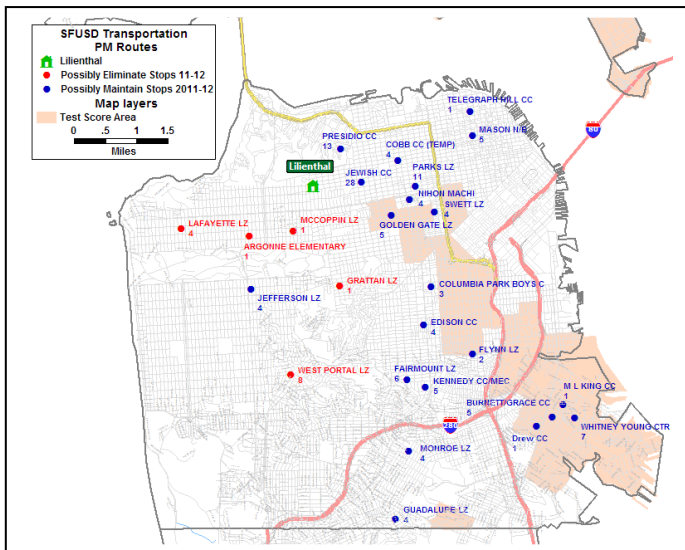 SFUSD Transportation
PM Routes
Lilienthal
Possibly Eliminate Stops 11-12
Possibly Maintain Stops 2011-12
Map layers
Test Score Area
0 .5 1 1.5
Miles
TELEGRAPH HILL CC
1
80
MASON N/B
5
PRESIDIO CC
13
COBB CC (TEMP)
4
Lilienthal
PARKS LZ
11
JEWISH CC
28
NIHON MACHI
4
SWETT LZ
4
GOLDEN GATE LZ
5
LAFAYETTE LZ
4
MCCOPPIN LZ
1
ARGONNE ELEMENTARY
1
GRATTAN LZ
1
COLUMBIA PARK BOYS C
3
JEFFERSON LZ
4
EDISON CC
4
FLYNN LZ
2
WEST PORTAL LZ
8
FAIRMOUNT LZ
6
KENNEDY CC/MEC
5
M L KING CC
1
BURNETT/GRACE CC
5
WHITNEY YOUNG CTR
7
280
Drew CC
1
MONROE LZ
4
GUADALUPE LZ
4